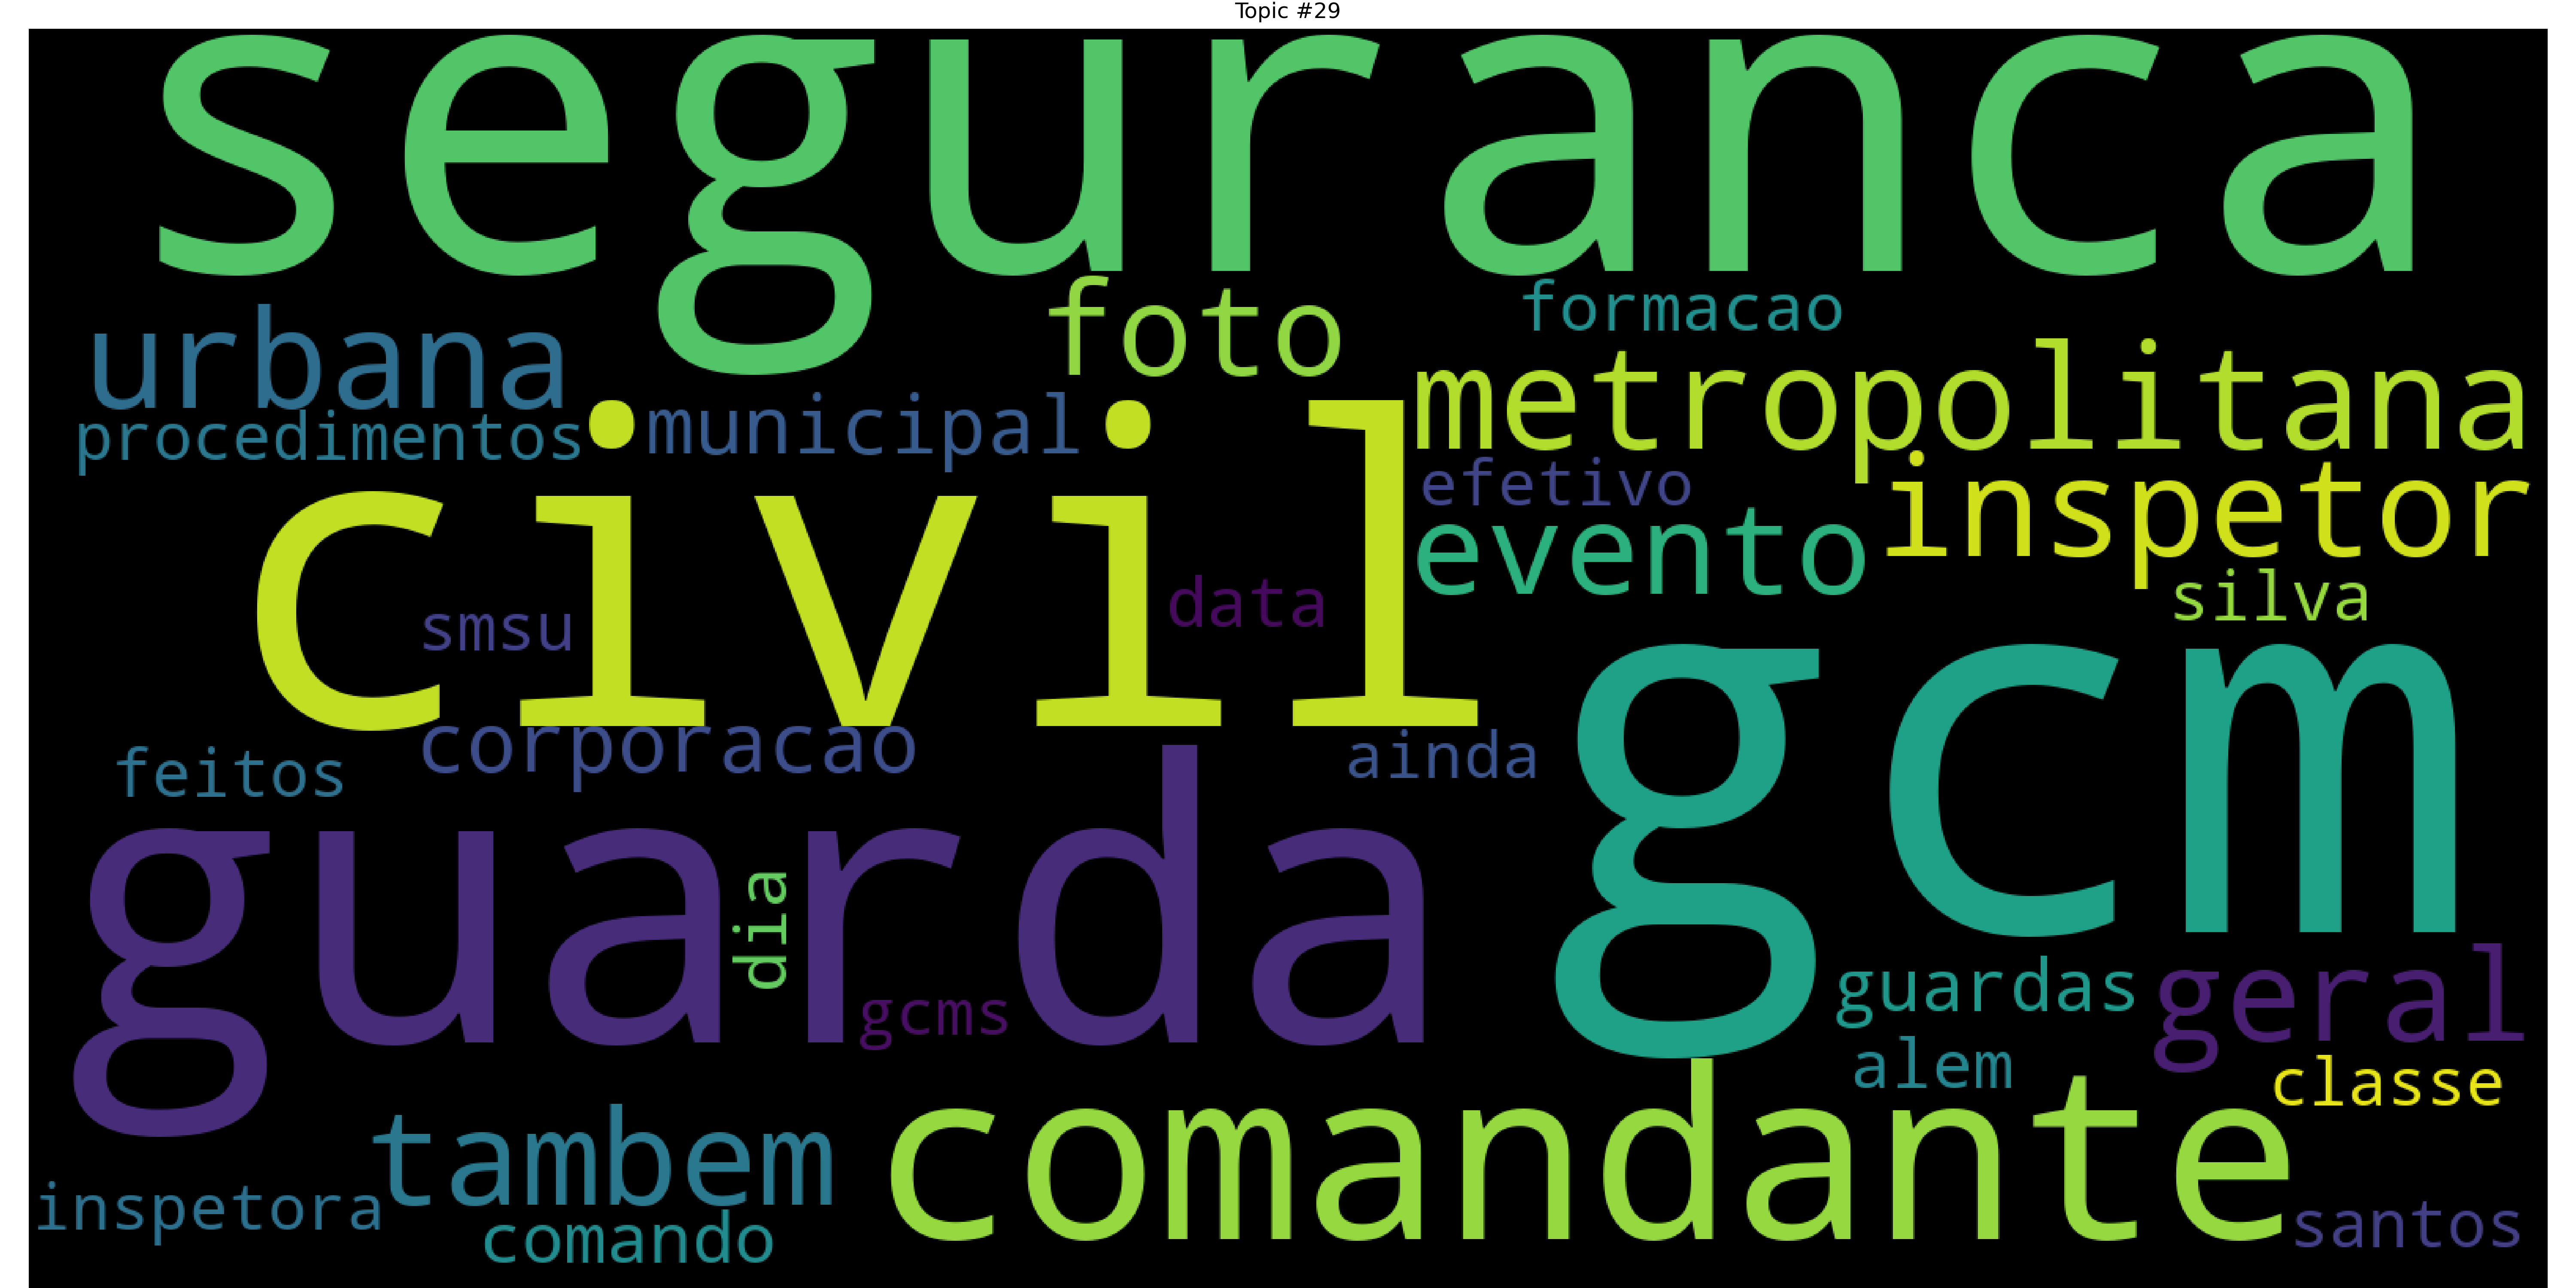 Topic #29
seguranca
urbana
foto
formacao
procedimentos
municipal
metropolitana
civil
efetivo
inspetor
evento
smsu
data
silva
gcm
corporacao
ainda
feitos
guarda
dia
gcms
guardas
geral
alem
classe
tambem
comandante
inspetora
comando
santos